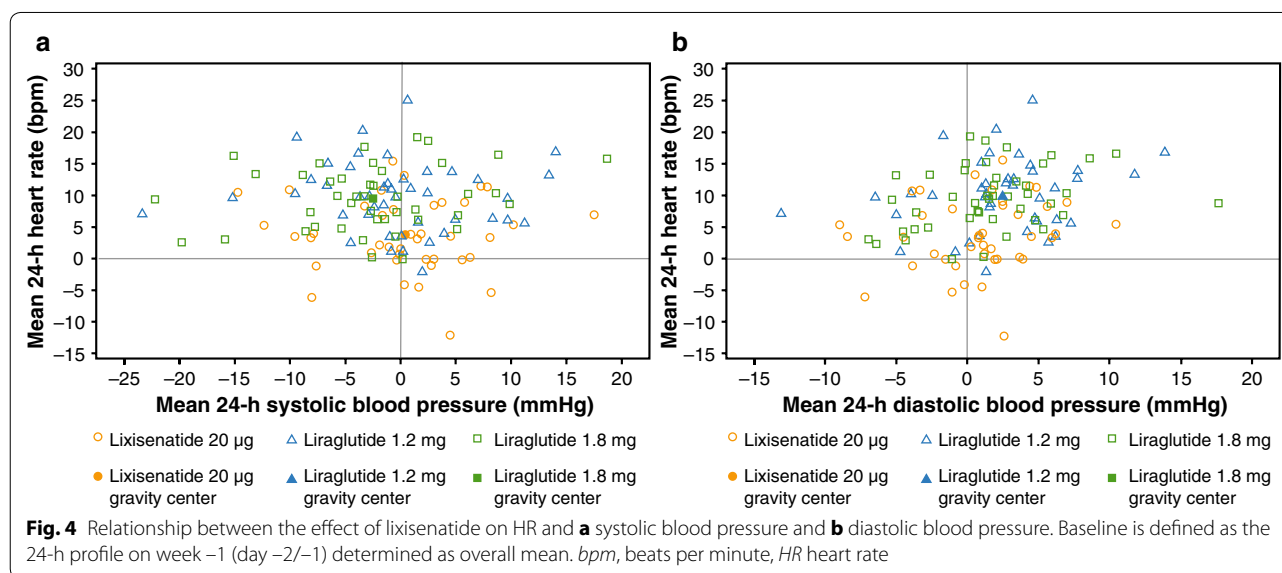 a
b
Mean 24-h heart rate (bpm)
30
25
20
15
10
5
0
−5
−10
−15
−25 −20 −15 −10 −5 0 5 10 15 20
Mean 24-h systolic blood pressure (mmHg)
Mean 24-h heart rate (bpm)
30
25
20
15
10
5
0
−5
−10
−15
−15 −10 −5 0 5 10 15 20
Mean 24-h diastolic blood pressure (mmHg)
Lixisenatide 20 µg Liraglutide 1.2 mg Liraglutide 1.8 mg
Lixisenatide 20 µg Liraglutide 1.2 mg Liraglutide 1.8 mg
gravity center gravity center gravity center
Lixisenatide 20 µg Liraglutide 1.2 mg Liraglutide 1.8 mg
Lixisenatide 20 µg Liraglutide 1.2 mg Liraglutide 1.8 mg
gravity center gravity center gravity center
Fig. 4 Relationship between the effect of lixisenatide on HR and a systolic blood pressure and b diastolic blood pressure. Baseline is defined as the
24-h profile on week −1 (day −2/−1) determined as overall mean. bpm, beats per minute, HR heart rate